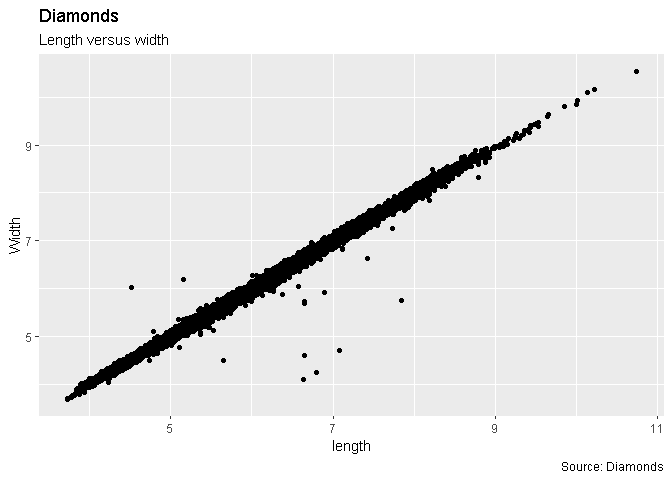 Diamonds
Length versus width
9
7
5
Width
5
7
9
11
length
Source: Diamonds